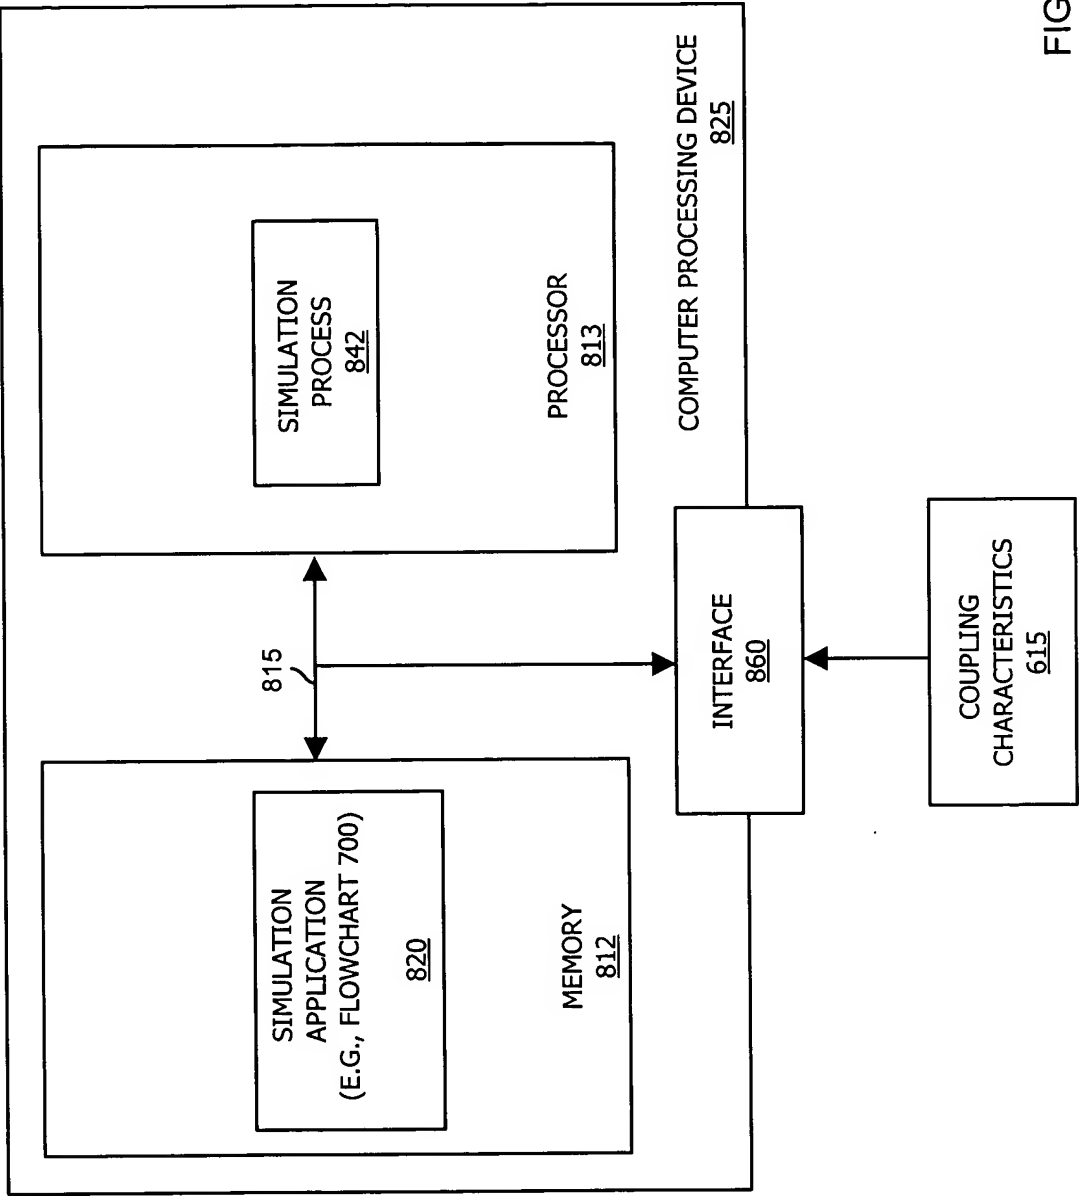 SIMULATION
APPLICATION
(E.G., FLOWCHART 700)
820
MEMORY
812
815
SIMULATION
PROCESS
842
PROCESSOR
813
COMPUTER PROCESSING DEVICE
825
INTERFACE
860
COUPLING
CHARACTERISTICS
615
FIG